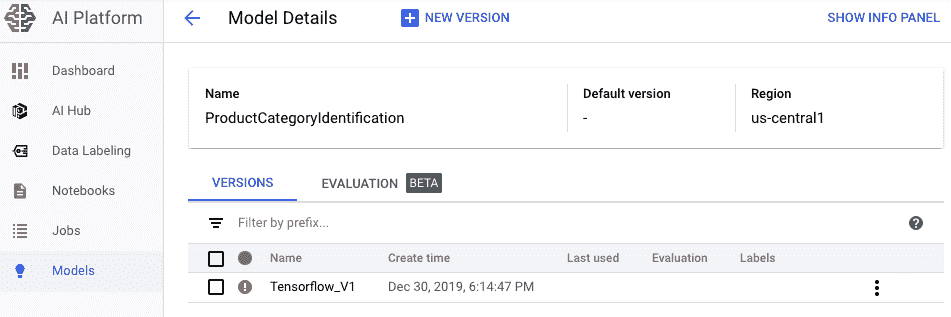 AI Platform
Model Details
NEW VERSION
SHOW INFO PANEL
Dashboard
AI Hub
Data Labeling
Notebooks
Jobs
Models
Name
Default version
Region
ProductCategoryIdentification
-
us-central1
VERSIONS
EVALUATION BETA
Filter by prefix...
Name Create time Last used Evaluation Labels
Tensorflow_V1 Dec 30, 2019, 6:14:47 PM